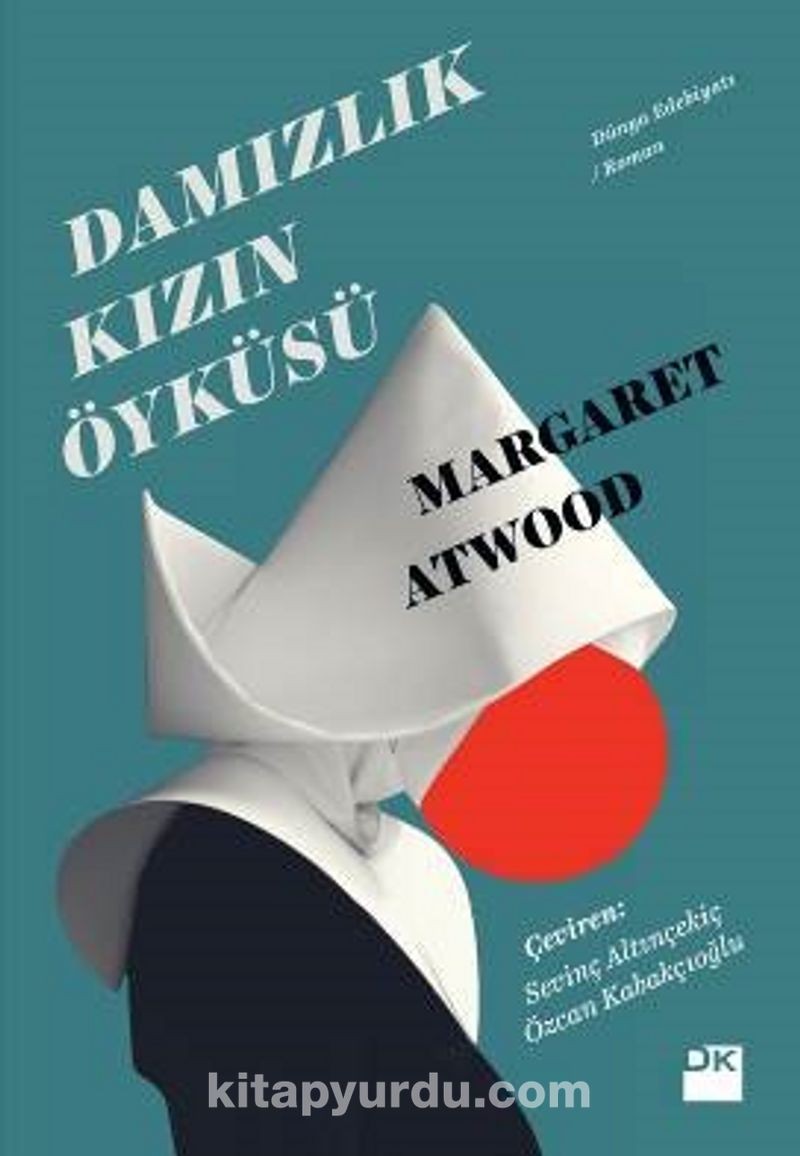 DAMIZLIK
KIZIN
ÖYKÜSÜ
Dünya Edebiyatı
/ Roman
MARGARET
ATWOOD
Çeviren:
Sevinç Altınçekiç
Özcan Kabakçıoğlu
DK
kitapyurdu.com